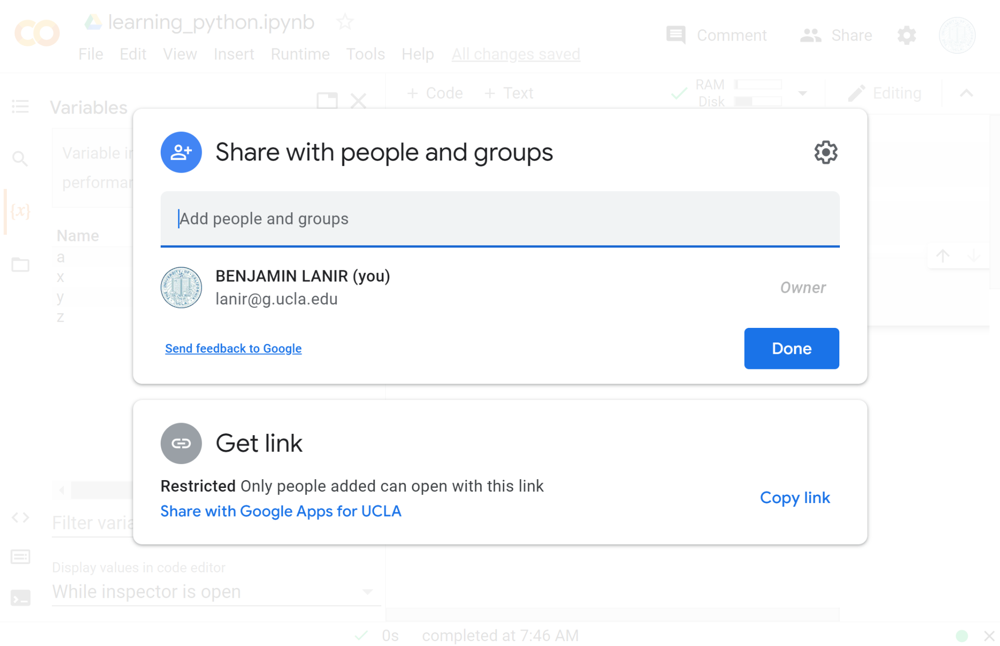 learning_python.ipynb
Comment
Share
File Edit View Insert Runtime Tools Help All changes saved
Variables
+ Code + Text
RAM
Disk
Editing
Variable in
performan
{x}
Name
a
x
y
z
Share with people and groups
Add people and groups
BENJAMIN LANIR (you)
lanir@g.ucla.edu
Owner
Send feedback to Google
Done
Get link
Restricted Only people added can open with this link
Share with Google Apps for UCLA
Copy link
Filter varia
Display values in code editor
While inspector is open
0s completed at 7:46 AM